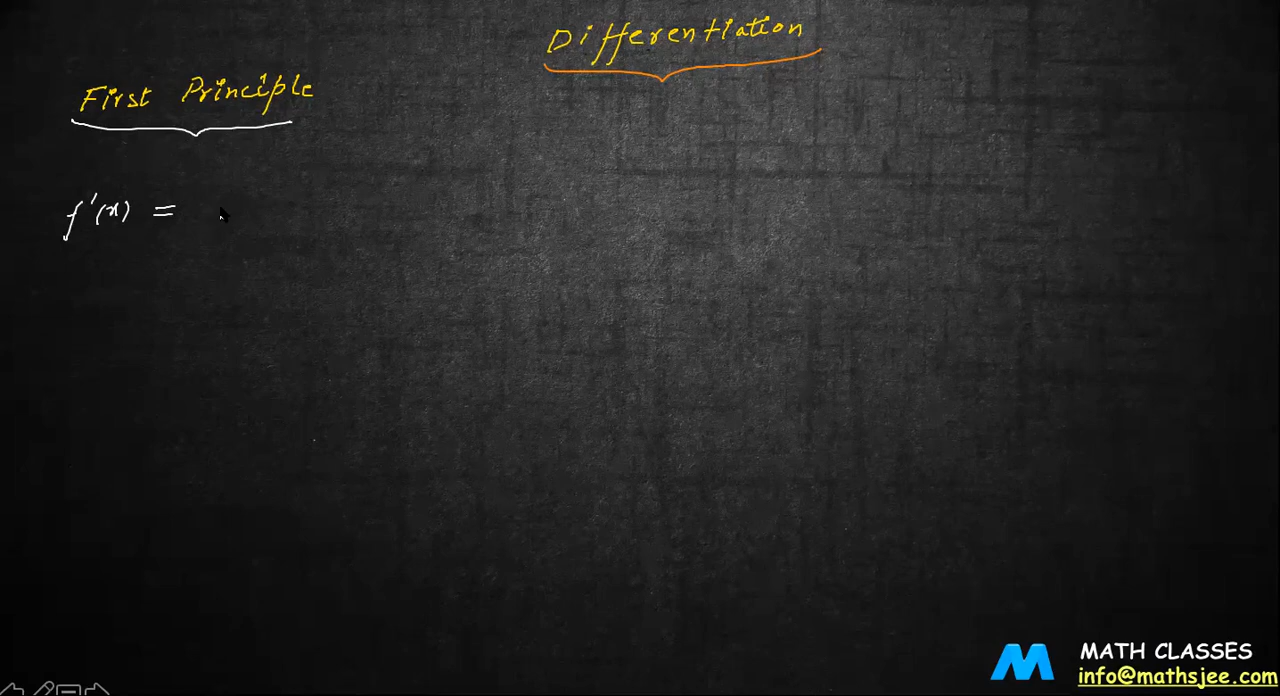 Differentiation
First Principle
f'(x) =
MATH CLASSES
info@mathsjee.com